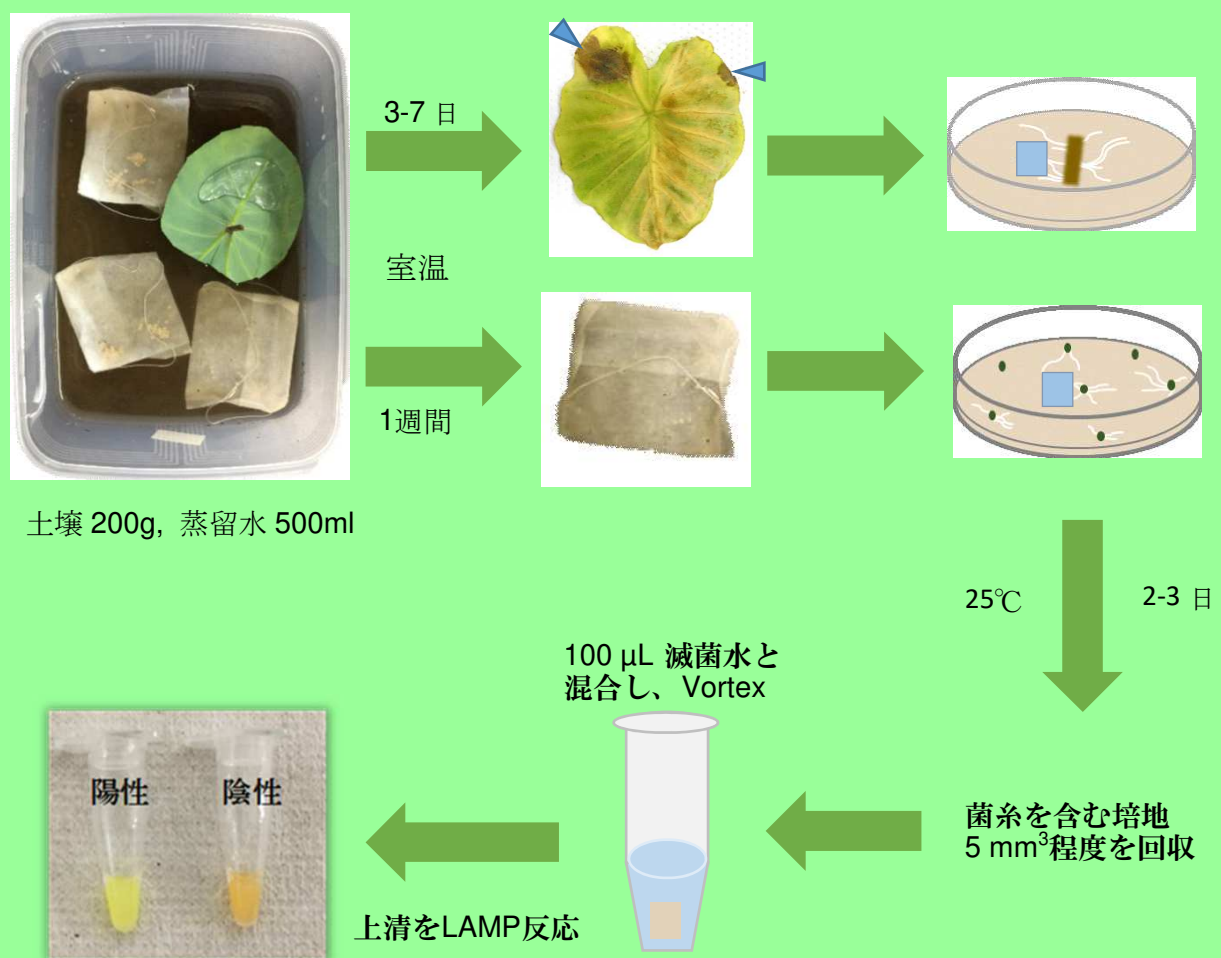 3-7 日
室温
1週間
土壌 200g, 蒸留水 500ml
25℃
2-3 日
100 µL 滅菌水と
混合し、Vortex
菌糸を含む培地
5 mm³程度を回収
上清をLAMP反応
陽性
陰性